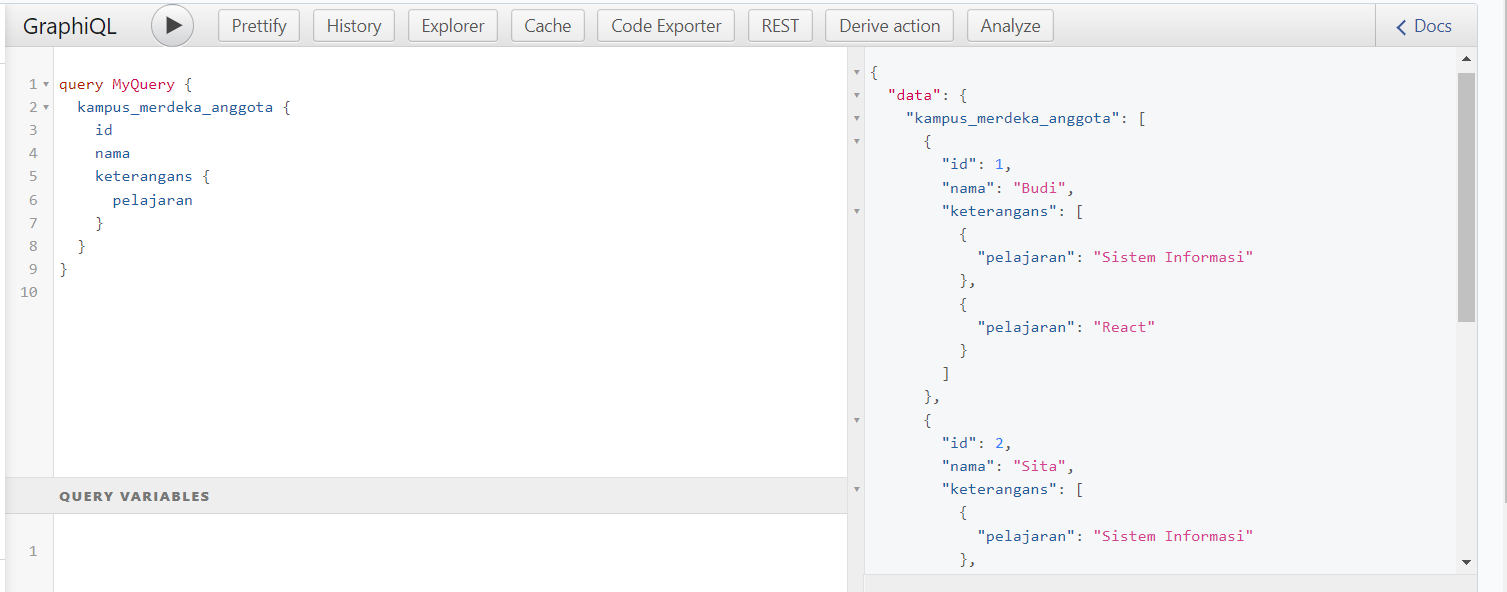 GraphiQL Prettify History Explorer Cache Code Exporter REST Derive action Analyze Docs
1 query MyQuery {
2 kampus_merdeka_anggota {
3 id
4 nama
5 keterangans {
6 pelajaran
7 }
8 }
9 }
10
QUERY VARIABLES
1
{
"data": {
"kampus_merdeka_anggota": [
{
"id": 1,
"nama": "Budi",
"keterangans": [
{
"pelajaran": "Sistem Informasi"
},
{
"pelajaran": "React"
}
]
},
{
"id": 2,
"nama": "Sita",
"keterangans": [
{
"pelajaran": "Sistem Informasi"
},